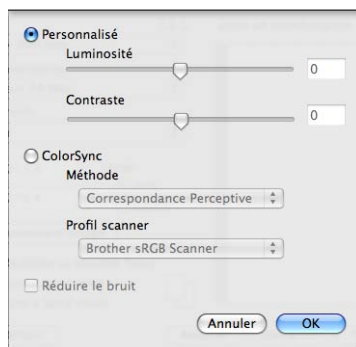 Personnalisé
Luminosité
0
Contraste
0
ColorSync
Méthode
Correspondance Perceptive
Profil scanner
Brother sRGB Scanner
Réduire le bruit
Annuler OK